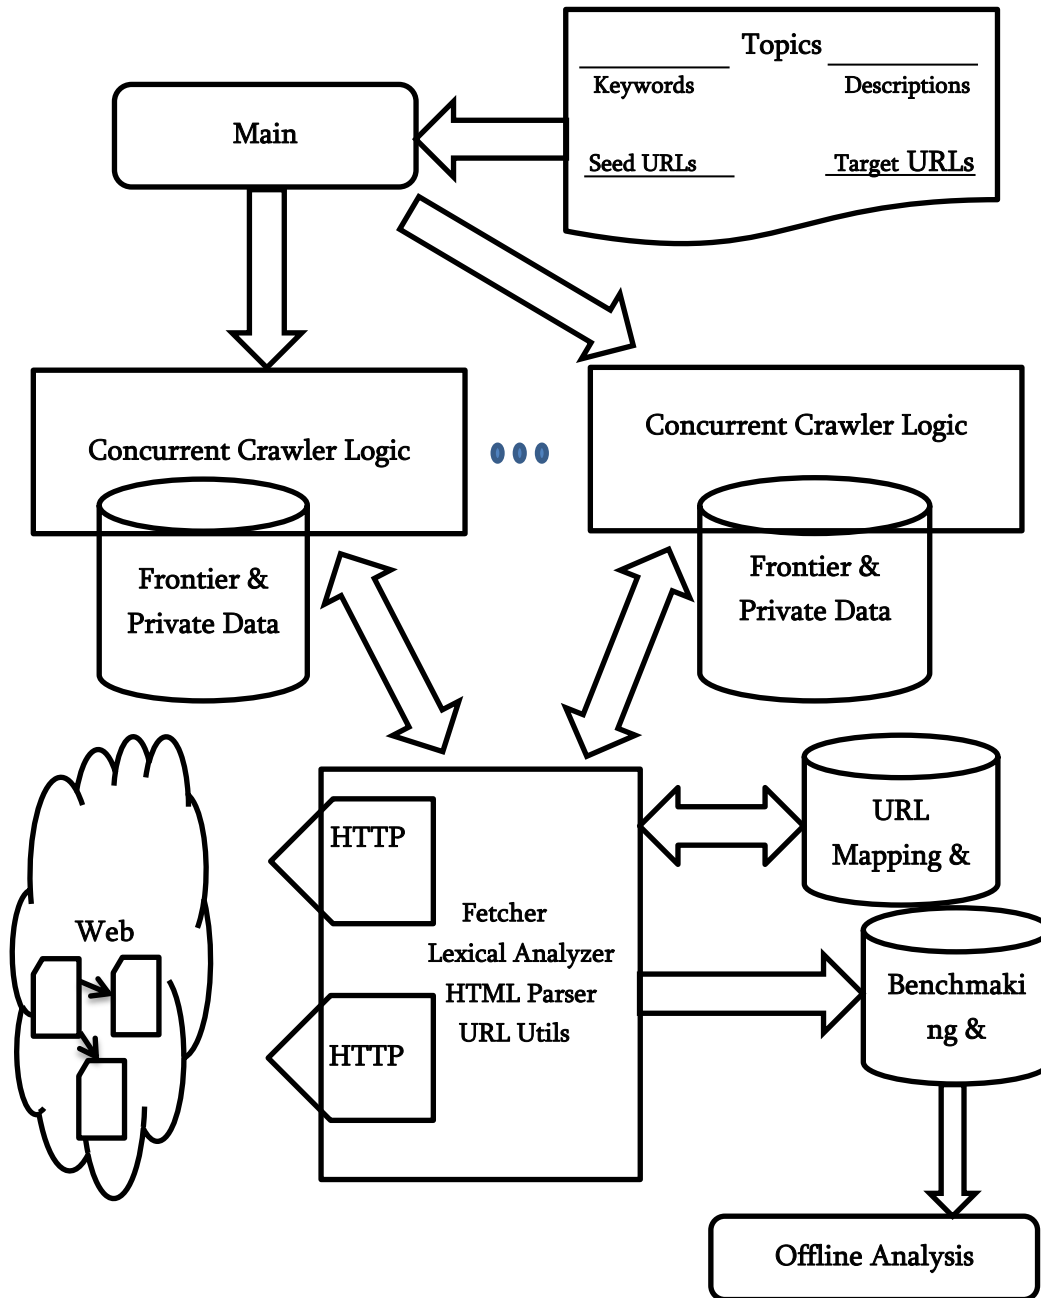 Topics
Keywords Descriptions
Seed URLs Target URLs
Main
Concurrent Crawler Logic
Concurrent Crawler Logic
Frontier &
Private Data
Frontier &
Private Data
HTTP
HTTP
Fetcher
Lexical Analyzer
HTML Parser
URL Utils
URL
Mapping &
Web
Benchmaki
ng &
Offline Analysis